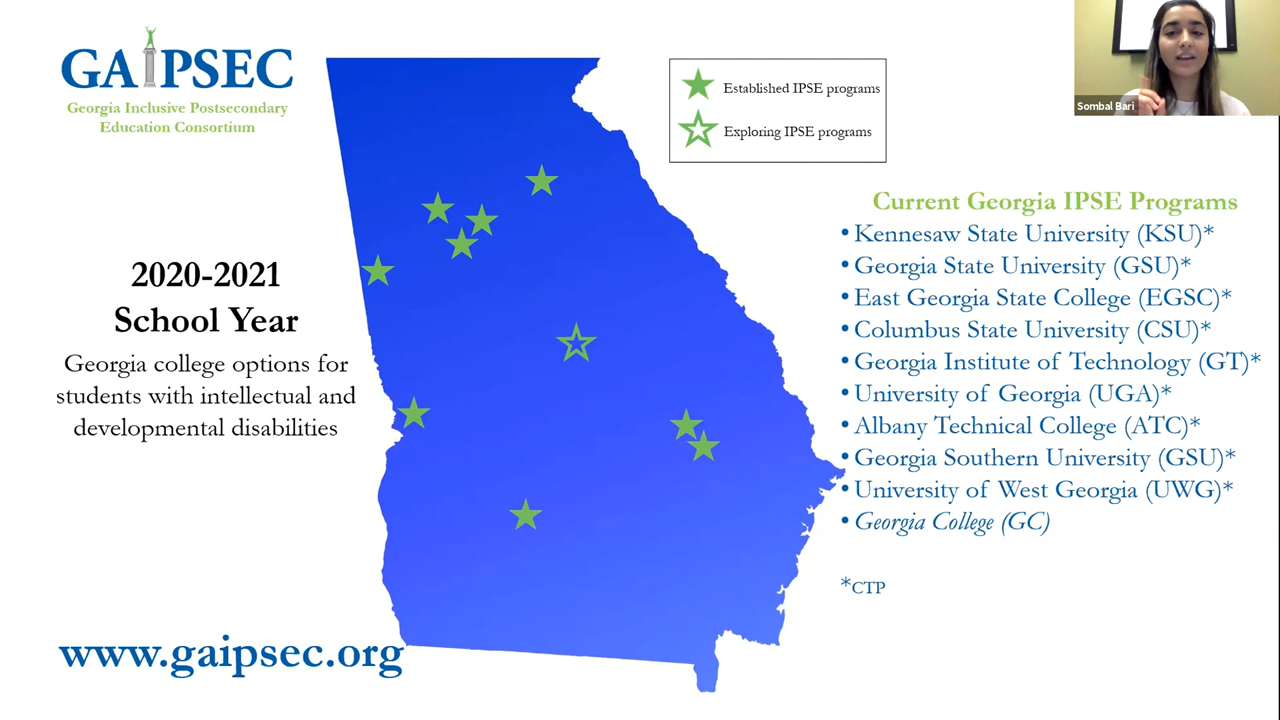 GAIPSEC
Georgia Inclusive Postsecondary
Education Consortium
2020-2021
School Year
Georgia college options for
students with intellectual and
developmental disabilities
www.gaipsec.org
Established IPSE programs
Exploring IPSE programs
Sombal Bari
Current Georgia IPSE Programs
• Kennesaw State University (KSU)*
• Georgia State University (GSU)*
• East Georgia State College (EGSC)*
• Columbus State University (CSU)*
• Georgia Institute of Technology (GT)*
• University of Georgia (UGA)*
• Albany Technical College (ATC)*
• Georgia Southern University (GSU)*
• University of West Georgia (UWG)*
• Georgia College (GC)
*CTP